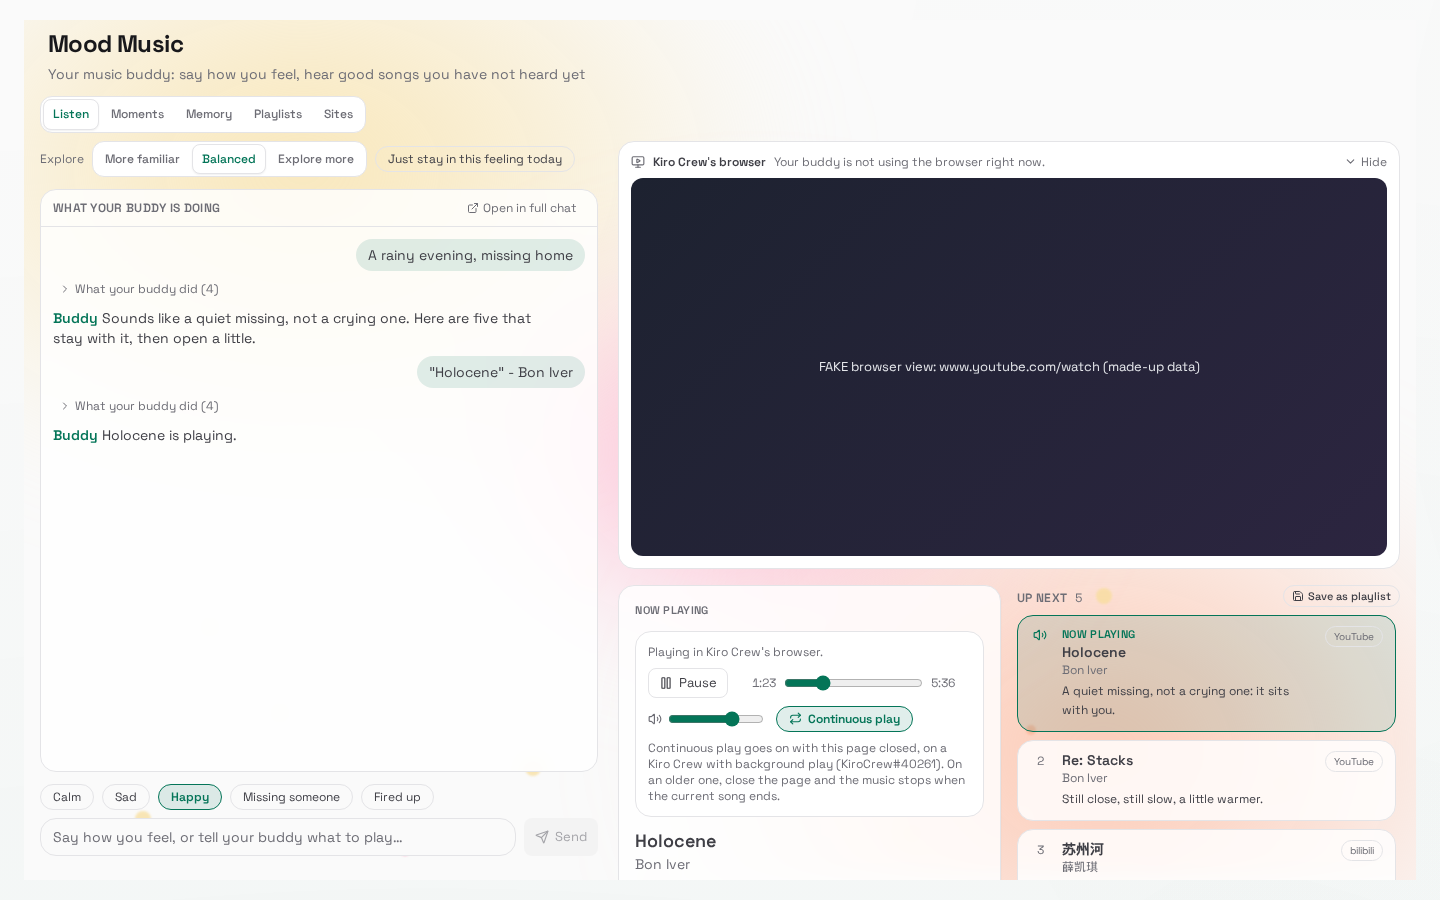 Mood Music
Your music buddy: say how you feel, hear good songs you have not heard yet
Listen
Moments
Memory
Playlists
Sites
Explore
More familiar
Balanced
Explore more
Just stay in this feeling today
WHAT YOUR BUDDY IS DOING
Open in full chat
A rainy evening, missing home
What your buddy did (4)
Buddy Sounds like a quiet missing, not a crying one. Here are five that
stay with it, then open a little.
"Holocene" - Bon Iver
What your buddy did (4)
Buddy Holocene is playing.
Calm
Sad
Happy
Missing someone
Fired up
Say how you feel, or tell your buddy what to play...
Send
Kiro Crew's browser
Your buddy is not using the browser right now.
Hide
FAKE browser view: www.youtube.com/watch (made-up data)
NOW PLAYING
Playing in Kiro Crew's browser.
Pause
1:23
5:36
Continuous play
Continuous play goes on with this page closed, on a
Kiro Crew with background play (KiroCrew#40261). On
an older one, close the page and the music stops when
the current song ends.
Holocene
Bon Iver
UP NEXT 5
Save as playlist
NOW PLAYING
YouTube
Holocene
Bon Iver
A quiet missing, not a crying one: it sits
with you.
2
Re: Stacks
YouTube
Bon Iver
Still close, still slow, a little warmer.
3
苏州河
bilibili
薛凯琪